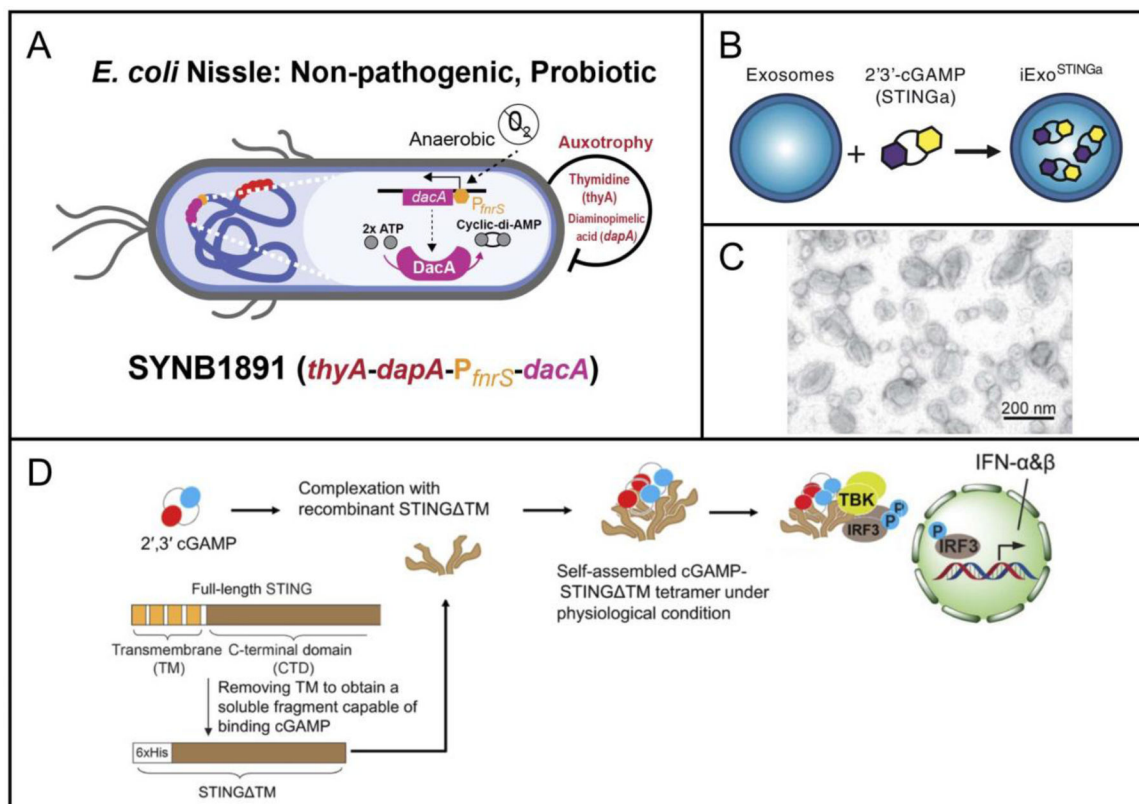 A
E. coli Nissle: Non-pathogenic, Probiotic
Anaerobic
O2
Auxotrophy
Thymidine
(thyA)
Diaminopimelic
acid (dapA)
dacA
PfnrS
2x ATP
Cyclic-di-AMP
DacA
SYNB1891 (thyA-dapA-PfnrS-dacA)
B
Exosomes
2'3'-cGAMP
(STINGa)
iExoSTINGa
+
C
200 nm
D
2′,3′ cGAMP
Complexation with
recombinant STINGΔTM
Self-assembled cGAMP-
STINGΔTM tetramer under
physiological condition
TBK
IRF3
P
P
IFN-α&β
P
IRF3
Full-length STING
Transmembrane
(TM)
C-terminal domain
(CTD)
Removing TM to obtain a
soluble fragment capable of
binding cGAMP
6xHis
STINGΔTM